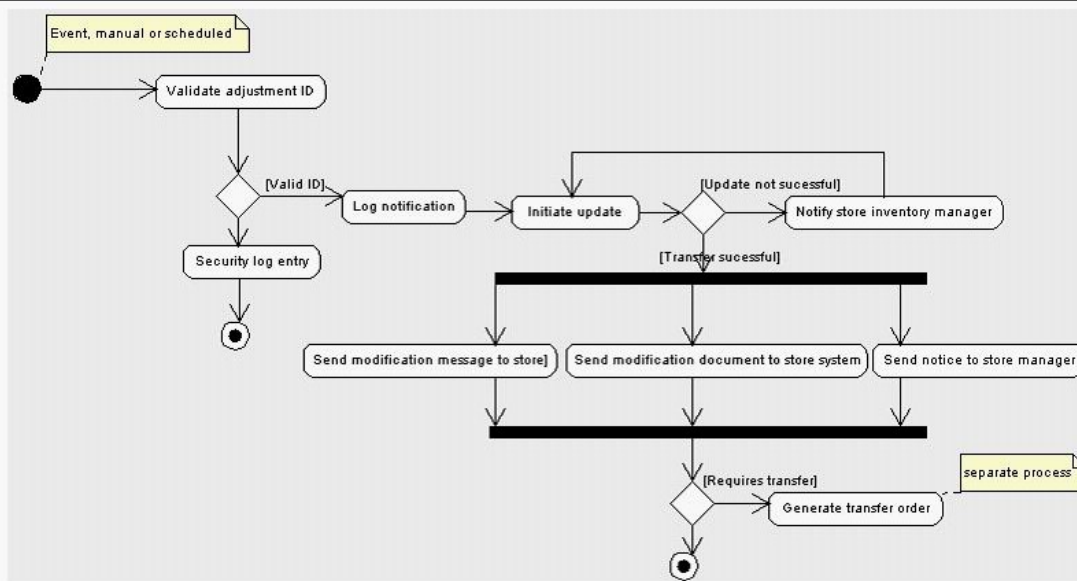 Event, manual or scheduled
Validate adjustment ID
[Valid ID]
[Update not sucessful]
Log notification
Initiate update
Notify store inventory manager
Security log entry
[Transfer sucessful]
Send modification message to store]
Send modification document to store system
Send notice to store manager
separate process
[Requires transfer]
Generate transfer order